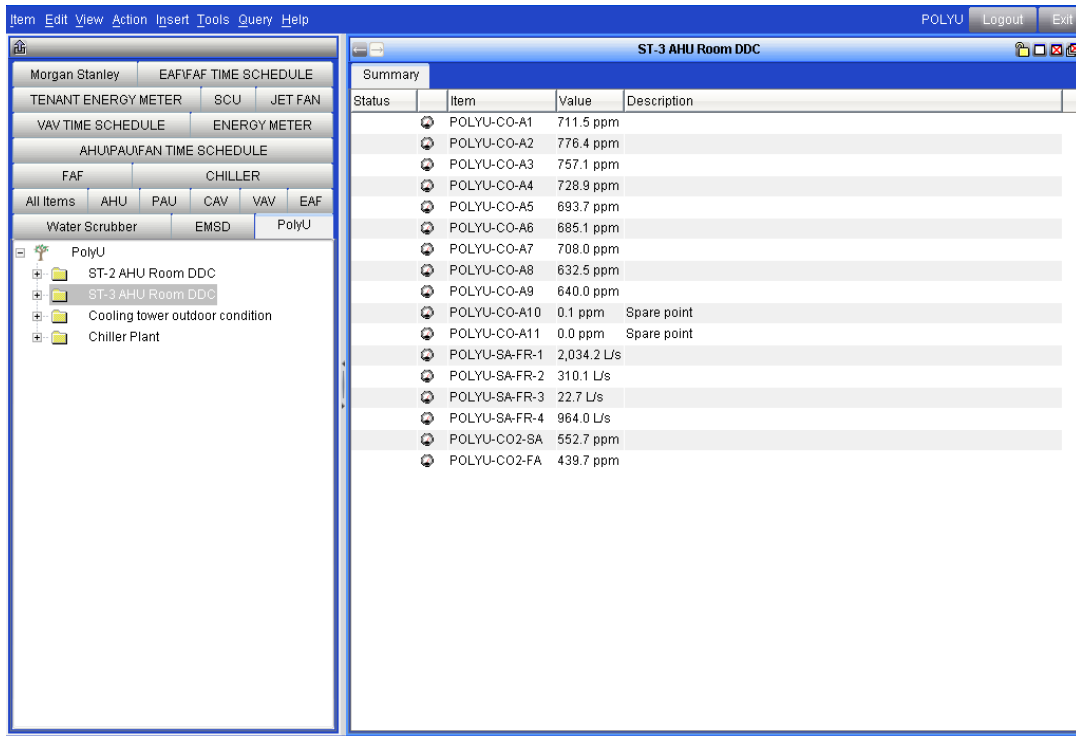 Item Edit View Action Insert Tools Query Help POLYU Logout Exit
ST-3 AHU Room DDC
Morgan Stanley EAF\FAF TIME SCHEDULE
TENANT ENERGY METER SCU JET FAN
VAV TIME SCHEDULE ENERGY METER
AHU\PAU\FAN TIME SCHEDULE
FAF CHILLER
All Items AHU PAU CAV VAV EAF
Water Scrubber EMSD PolyU
PolyU
ST-2 AHU Room DDC
ST-3 AHU Room DDC
Cooling tower outdoor condition
Chiller Plant
Summary
Status Item Value Description
POLYU-CO-A1 711.5 ppm
POLYU-CO-A2 776.4 ppm
POLYU-CO-A3 757.1 ppm
POLYU-CO-A4 728.9 ppm
POLYU-CO-A5 693.7 ppm
POLYU-CO-A6 685.1 ppm
POLYU-CO-A7 708.0 ppm
POLYU-CO-A8 632.5 ppm
POLYU-CO-A9 640.0 ppm
POLYU-CO-A10 0.1 ppm Spare point
POLYU-CO-A11 0.0 ppm Spare point
POLYU-SA-FR-1 2,034.2 L/s
POLYU-SA-FR-2 310.1 L/s
POLYU-SA-FR-3 22.7 L/s
POLYU-SA-FR-4 964.0 L/s
POLYU-CO2-SA 552.7 ppm
POLYU-CO2-FA 439.7 ppm